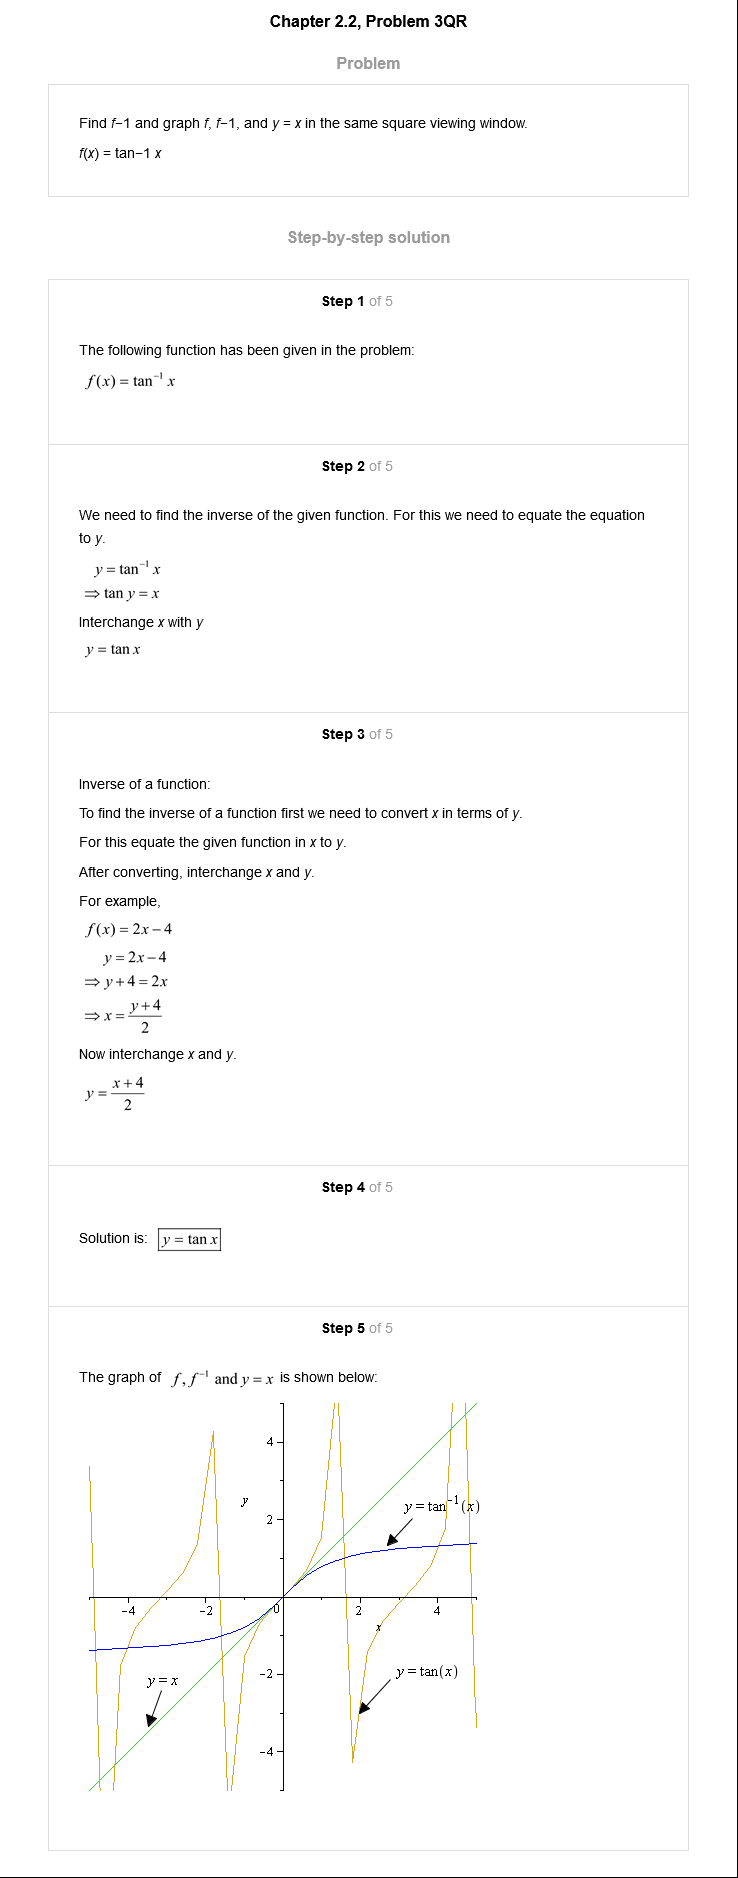 Chapter 2.2, Problem 3QR
Problem
Find f−1 and graph f, f−1, and y = x in the same square viewing window.
f(x) = tan−1 x
Step-by-step solution
Step 1 of 5
The following function has been given in the problem:
f(x) = tan⁻¹ x
Step 2 of 5
We need to find the inverse of the given function. For this we need to equate the equation
to y.
y = tan⁻¹ x
⇒ tan y = x
Interchange x with y
y = tan x
Step 3 of 5
Inverse of a function:
To find the inverse of a function first we need to convert x in terms of y.
For this equate the given function in x to y.
After converting, interchange x and y.
For example,
f(x) = 2x − 4
y = 2x − 4
⇒ y + 4 = 2x
⇒ x = (y + 4)/2
Now interchange x and y.
y = (x + 4)/2
Step 4 of 5
Solution is: y = tan x
Step 5 of 5
The graph of f, f⁻¹ and y = x is shown below:
4
y
y = tan⁻¹(x)
2
−4 −2 0 2 4
x
−2
y = x
y = tan(x)
−4